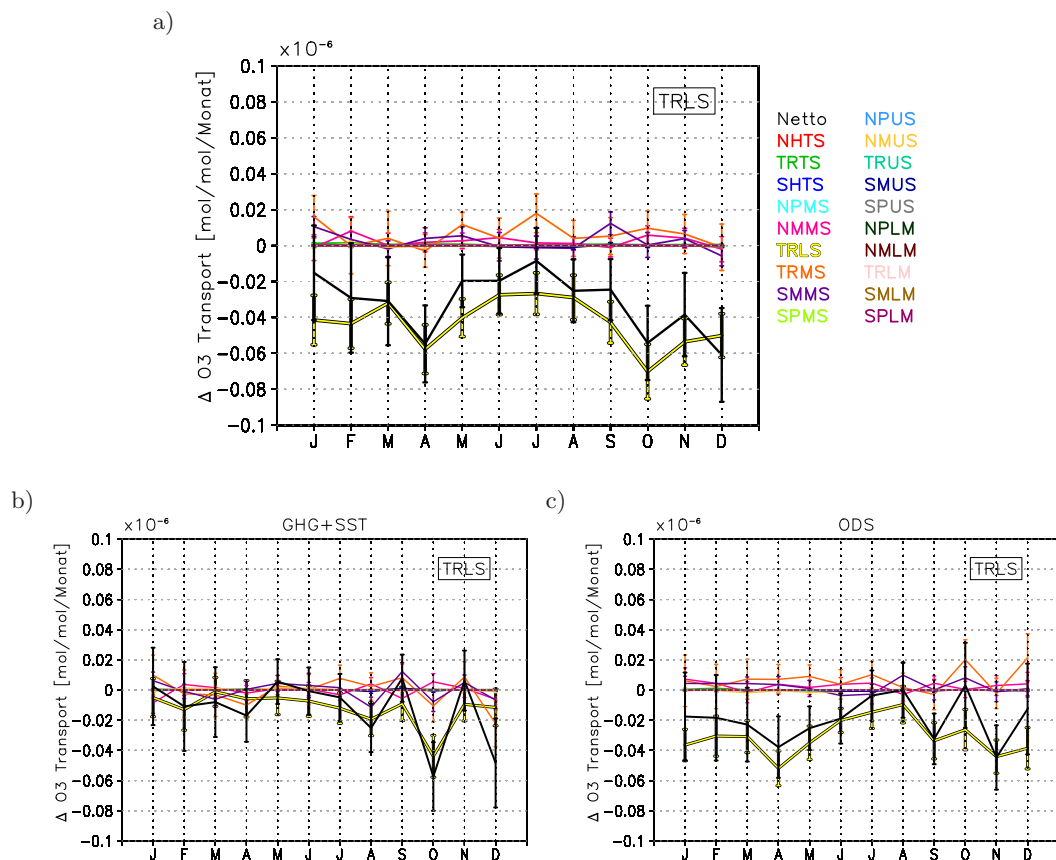 a)
x10⁻⁶
Δ O3 Transport [mol/mol/Monat]
0.1
0.08
0.06
0.04
0.02
0
−0.02
−0.04
−0.06
−0.08
−0.1
TRLS
J F M A M J J A S O N D
Netto NPUS
NHTS NMUS
TRTS TRUS
SHTS SMUS
NPMS SPUS
NMMS NPLM
TRLS NMLM
TRMS TRLM
SMMS SMLM
SPMS SPLM
b)
x10⁻⁶
GHG+SST
Δ O3 Transport [mol/mol/Monat]
0.1
0.08
0.06
0.04
0.02
0
−0.02
−0.04
−0.06
−0.08
−0.1
TRLS
J F M A M J J A S O N D
c)
x10⁻⁶
ODS
Δ O3 Transport [mol/mol/Monat]
0.1
0.08
0.06
0.04
0.02
0
−0.02
−0.04
−0.06
−0.08
−0.1
TRLS
J F M A M J J A S O N D